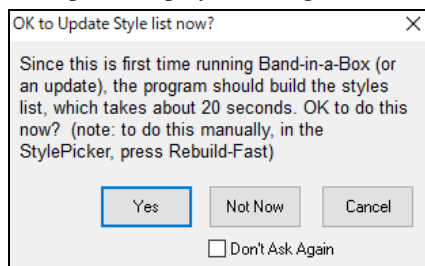 OK to Update Style list now?
Since this is first time running Band-in-a-Box (or
an update), the program should build the styles
list, which takes about 20 seconds. OK to do this
now?  (note: to do this manually, in the
StylePicker, press Rebuild-Fast)
Yes
Not Now
Cancel
Don't Ask Again